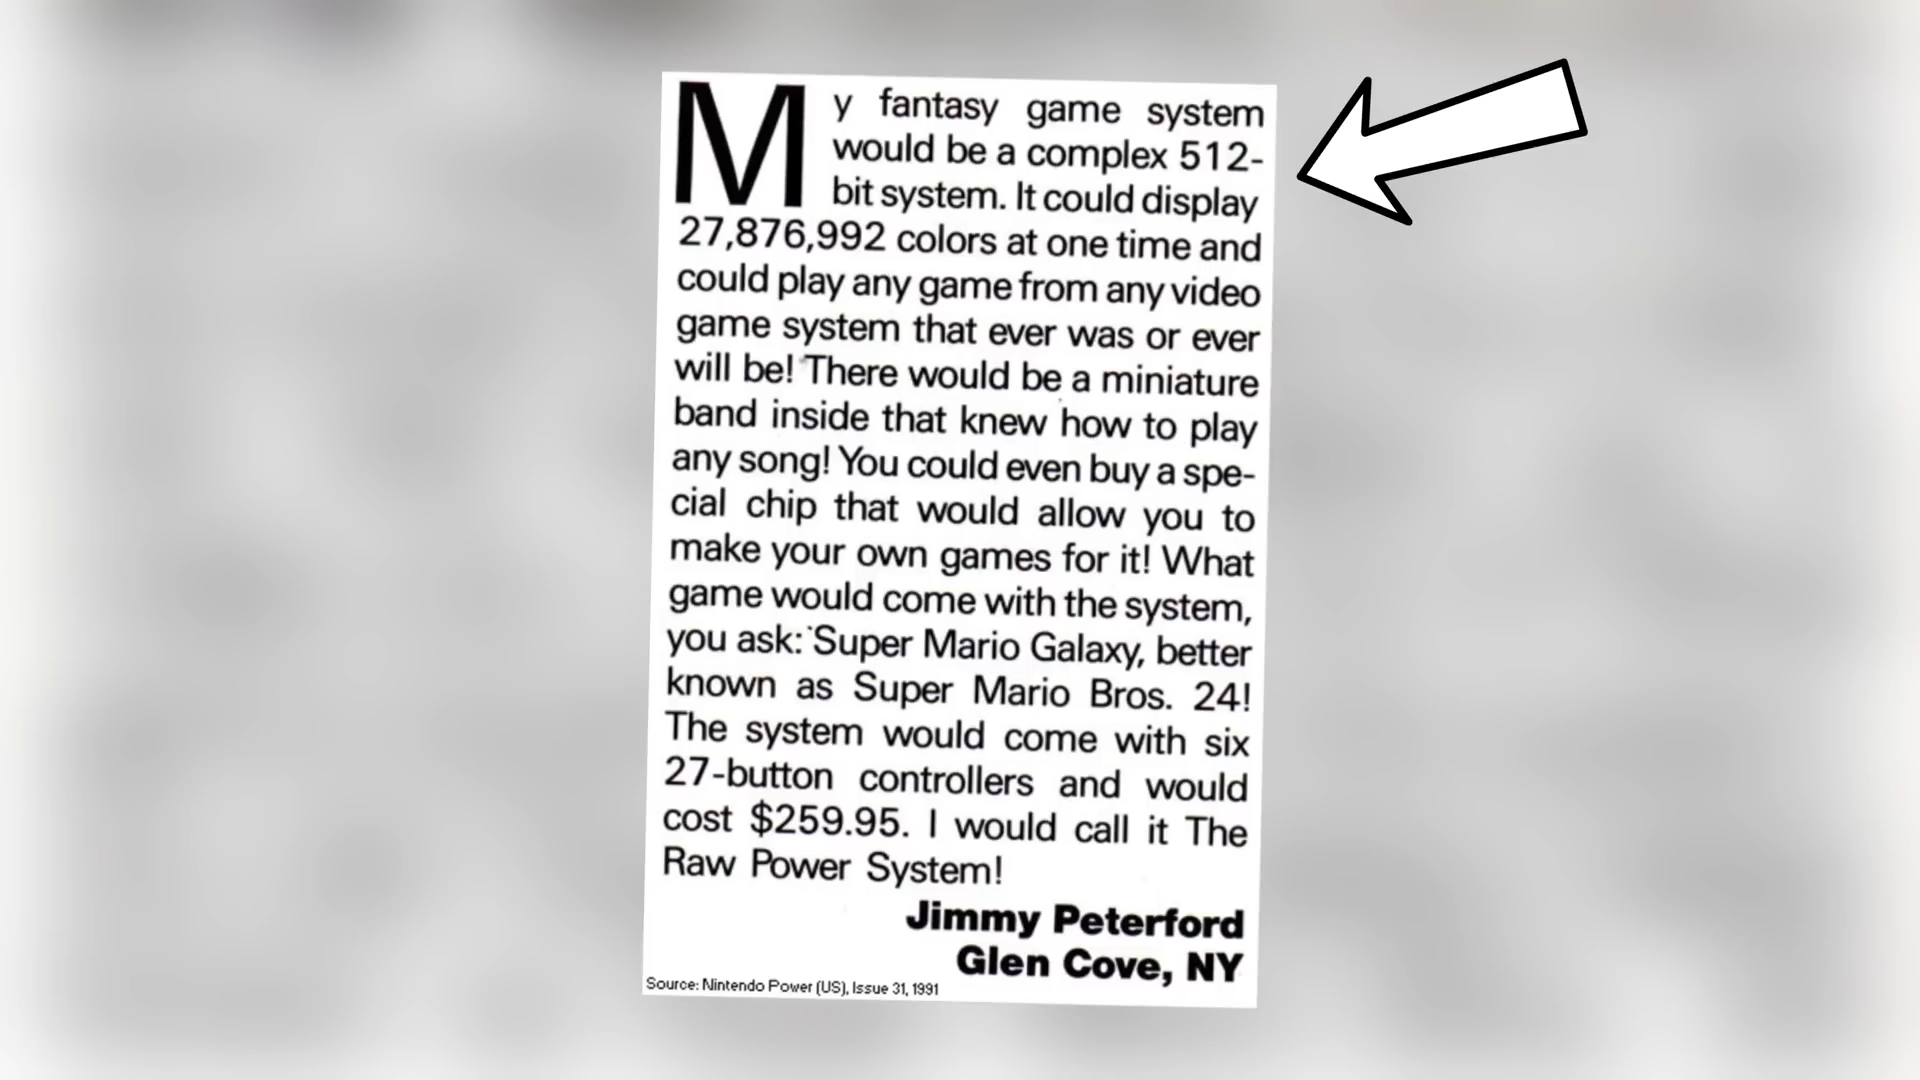 My fantasy game system
would be a complex 512-
bit system. It could display
27,876,992 colors at one time and
could play any game from any video
game system that ever was or ever
will be! There would be a miniature
band inside that knew how to play
any song! You could even buy a spe-
cial chip that would allow you to
make your own games for it! What
game would come with the system,
you ask: Super Mario Galaxy, better
known as Super Mario Bros. 24!
The system would come with six
27-button controllers and would
cost $259.95. I would call it The
Raw Power System!
Jimmy Peterford
Glen Cove, NY
Source: Nintendo Power (US), Issue 31, 1991